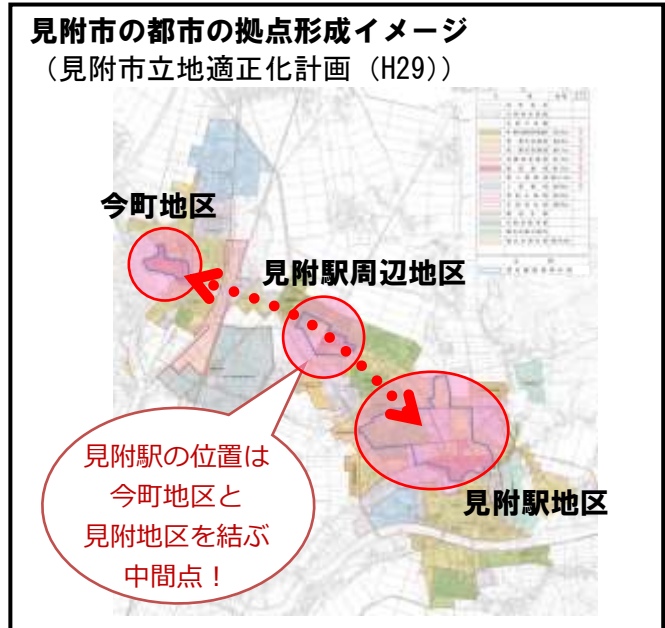 見附市の都市の拠点形成イメージ
（見附市立地適正化計画（H29））
今町地区
見附駅周辺地区
見附駅の位置は
今町地区と
見附地区を結ぶ
中間点！
見附駅地区